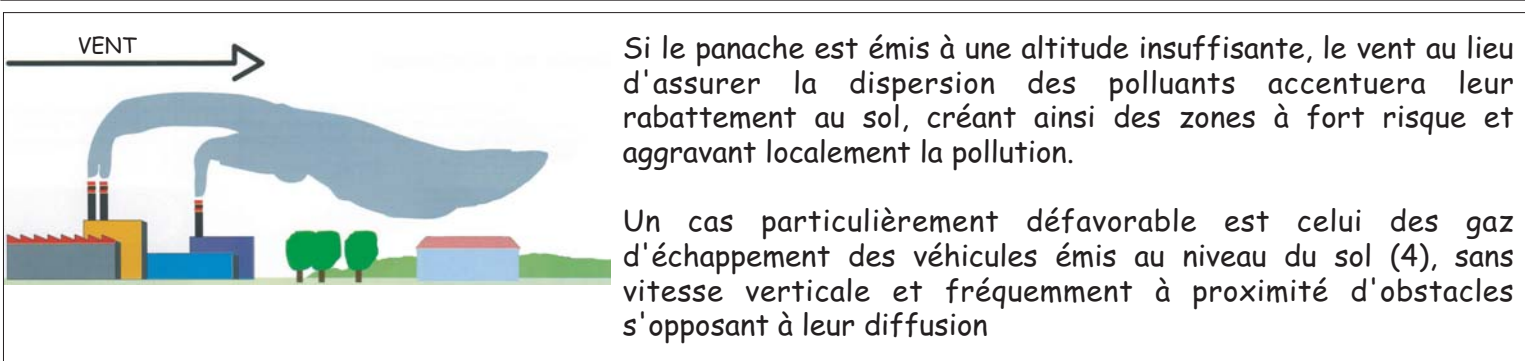 VENT
Si le panache est émis à une altitude insuffisante, le vent au lieu
d'assurer la dispersion des polluants accentuera leur
rabattement au sol, créant ainsi des zones à fort risque et
aggravant localement la pollution.
Un cas particulièrement défavorable est celui des gaz
d'échappement des véhicules émis au niveau du sol (4), sans
vitesse verticale et fréquemment à proximité d'obstacles
s'opposant à leur diffusion